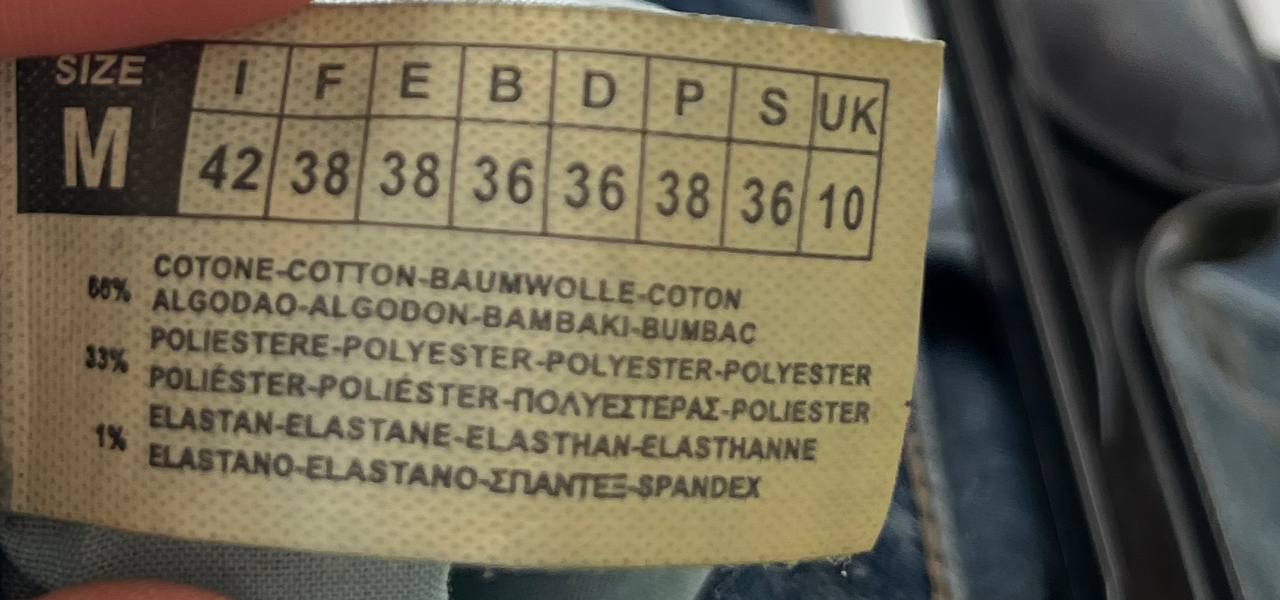 SIZE I F E B D P S UK
M 42 38 38 36 36 38 36 10
66% COTONE-COTTON-BAUMWOLLE-COTON
ALGODAO-ALGODON-BAMBAKI-BUMBAC
33% POLIESTERE-POLYESTER-POLYESTER-POLYESTER
POLIÉSTER-POLIÉSTER-ΠΟΛΥΕΣΤΕΡΑΣ-POLIESTER
1% ELASTAN-ELASTANE-ELASTHAN-ELASTHANNE
ELASTANO-ELASTANO-ΣΠΑΝΤΕΞ-SPANDEX